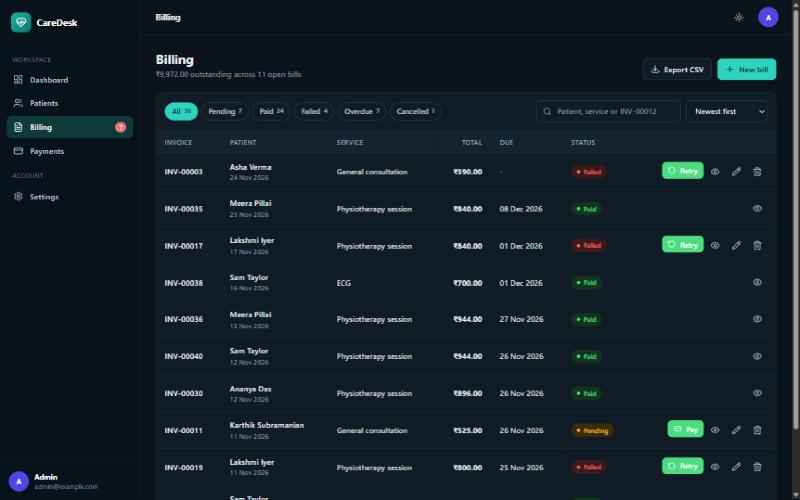 CareDesk
WORKSPACE
Dashboard
Patients
Billing 7
Payments
ACCOUNT
Settings
A Admin
admin@example.com
Billing A
Billing
₹9,972.00 outstanding across 11 open bills
Export CSV + New bill
All 36 Pending 7 Paid 24 Failed 4 Overdue 7 Cancelled 1
Patient, service or INV-00012 Newest first
INVOICE PATIENT SERVICE TOTAL DUE STATUS
INV-00003 Asha Verma General consultation ₹590.00 - Failed Retry
24 Nov 2026
INV-00035 Meera Pillai Physiotherapy session ₹840.00 08 Dec 2026 Paid
23 Nov 2026
INV-00017 Lakshmi Iyer Physiotherapy session ₹840.00 01 Dec 2026 Failed Retry
17 Nov 2026
INV-00038 Sam Taylor ECG ₹700.00 01 Dec 2026 Paid
16 Nov 2026
INV-00036 Meera Pillai Physiotherapy session ₹944.00 27 Nov 2026 Paid
12 Nov 2026
INV-00040 Sam Taylor Physiotherapy session ₹944.00 26 Nov 2026 Paid
12 Nov 2026
INV-00030 Ananya Das Physiotherapy session ₹896.00 26 Nov 2026 Paid
12 Nov 2026
INV-00011 Karthik Subramanian General consultation ₹525.00 26 Nov 2026 Pending Pay
11 Nov 2026
INV-00019 Lakshmi Iyer Physiotherapy session ₹800.00 25 Nov 2026 Failed Retry
11 Nov 2026
Sam Taylor